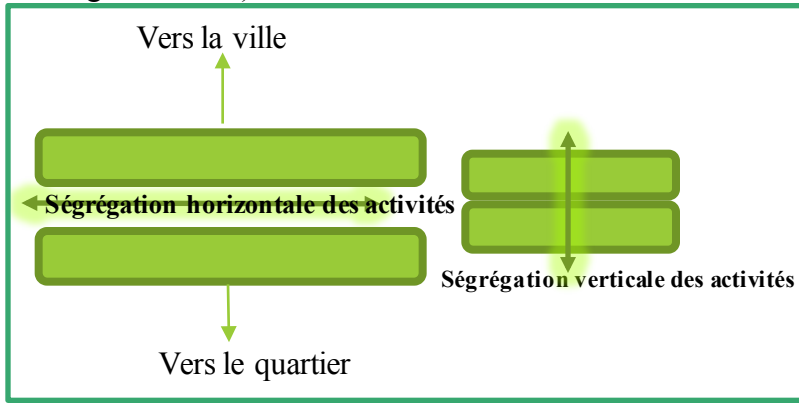 Vers la ville
Ségrégation horizontale des activités
Ségrégation verticale des activités
Vers le quartier